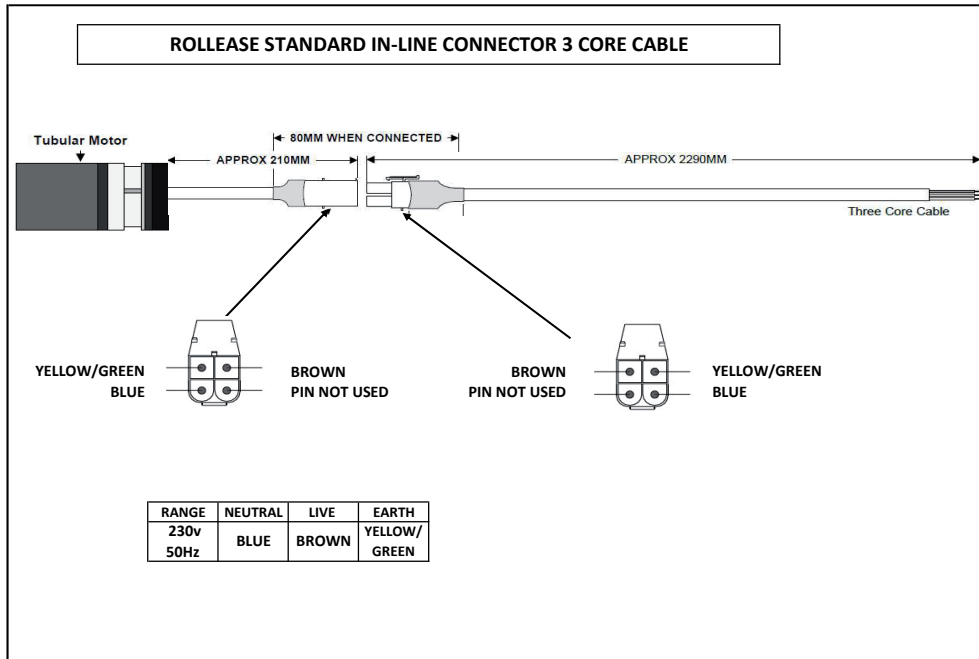 ROLLEASE STANDARD IN-LINE CONNECTOR 3 CORE CABLE
80MM WHEN CONNECTED
Tubular Motor
APPROX 210MM
APPROX 2290MM
Three Core Cable
YELLOW/GREEN
BLUE
BROWN
PIN NOT USED
BROWN
PIN NOT USED
YELLOW/GREEN
BLUE
RANGE NEUTRAL LIVE EARTH
230v
50Hz
BLUE
BROWN
YELLOW/
GREEN